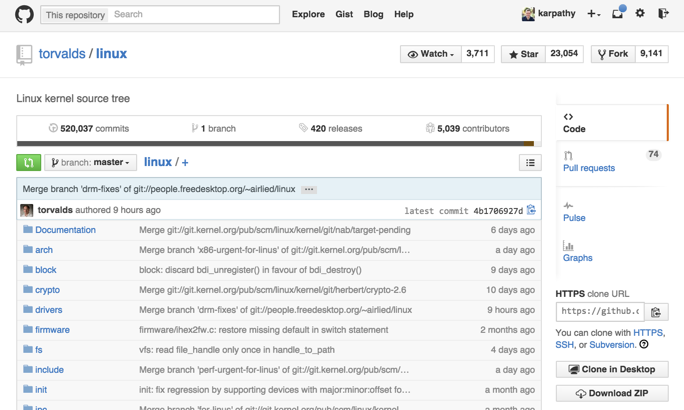 This repository Search Explore Gist Blog Help karpathy
torvalds / linux Watch 3,711 Star 23,054 Fork 9,141
Linux kernel source tree
520,037 commits 1 branch 420 releases 5,039 contributors
Code
Pull requests 74
Pulse
Graphs
branch: master linux / +
Merge branch 'drm-fixes' of git://people.freedesktop.org/~airlied/linux ...
torvalds authored 9 hours ago latest commit 4b1706927d
Documentation Merge git://git.kernel.org/pub/scm/linux/kernel/git/nab/target-pending 6 days ago
arch Merge branch 'x86-urgent-for-linus' of git://git.kernel.org/pub/scm/l… a day ago
block block: discard bdi_unregister() in favour of bdi_destroy() 9 days ago
crypto Merge git://git.kernel.org/pub/scm/linux/kernel/git/herbert/crypto-2.6 10 days ago
drivers Merge branch 'drm-fixes' of git://people.freedesktop.org/~airlied/linux 9 hours ago
firmware firmware/ihex2fw.c: restore missing default in switch statement 2 months ago
fs vfs: read file_handle only once in handle_to_path 4 days ago
include Merge branch 'perf-urgent-for-linus' of git://git.kernel.org/pub/scm/… a day ago
init init: fix regression by supporting devices with major:minor:offset fo… a month ago
ipc Merge branch 'for-linus' of git://git.kernel.org/pub/scm/linux/kernel… a month ago
HTTPS clone URL
https://github.c
You can clone with HTTPS,
SSH, or Subversion.
Clone in Desktop
Download ZIP